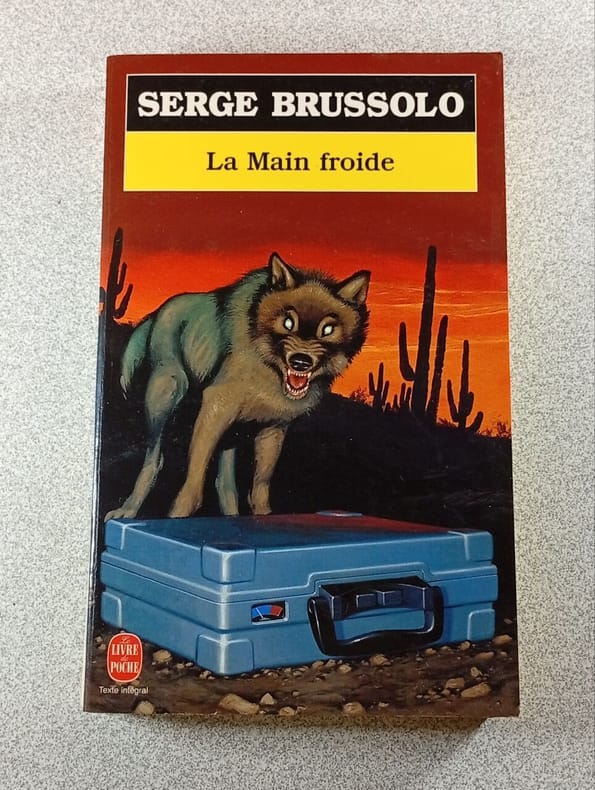 SERGE BRUSSOLO
La Main froide
Le
LIVRE
de
POCHE
Texte intégral